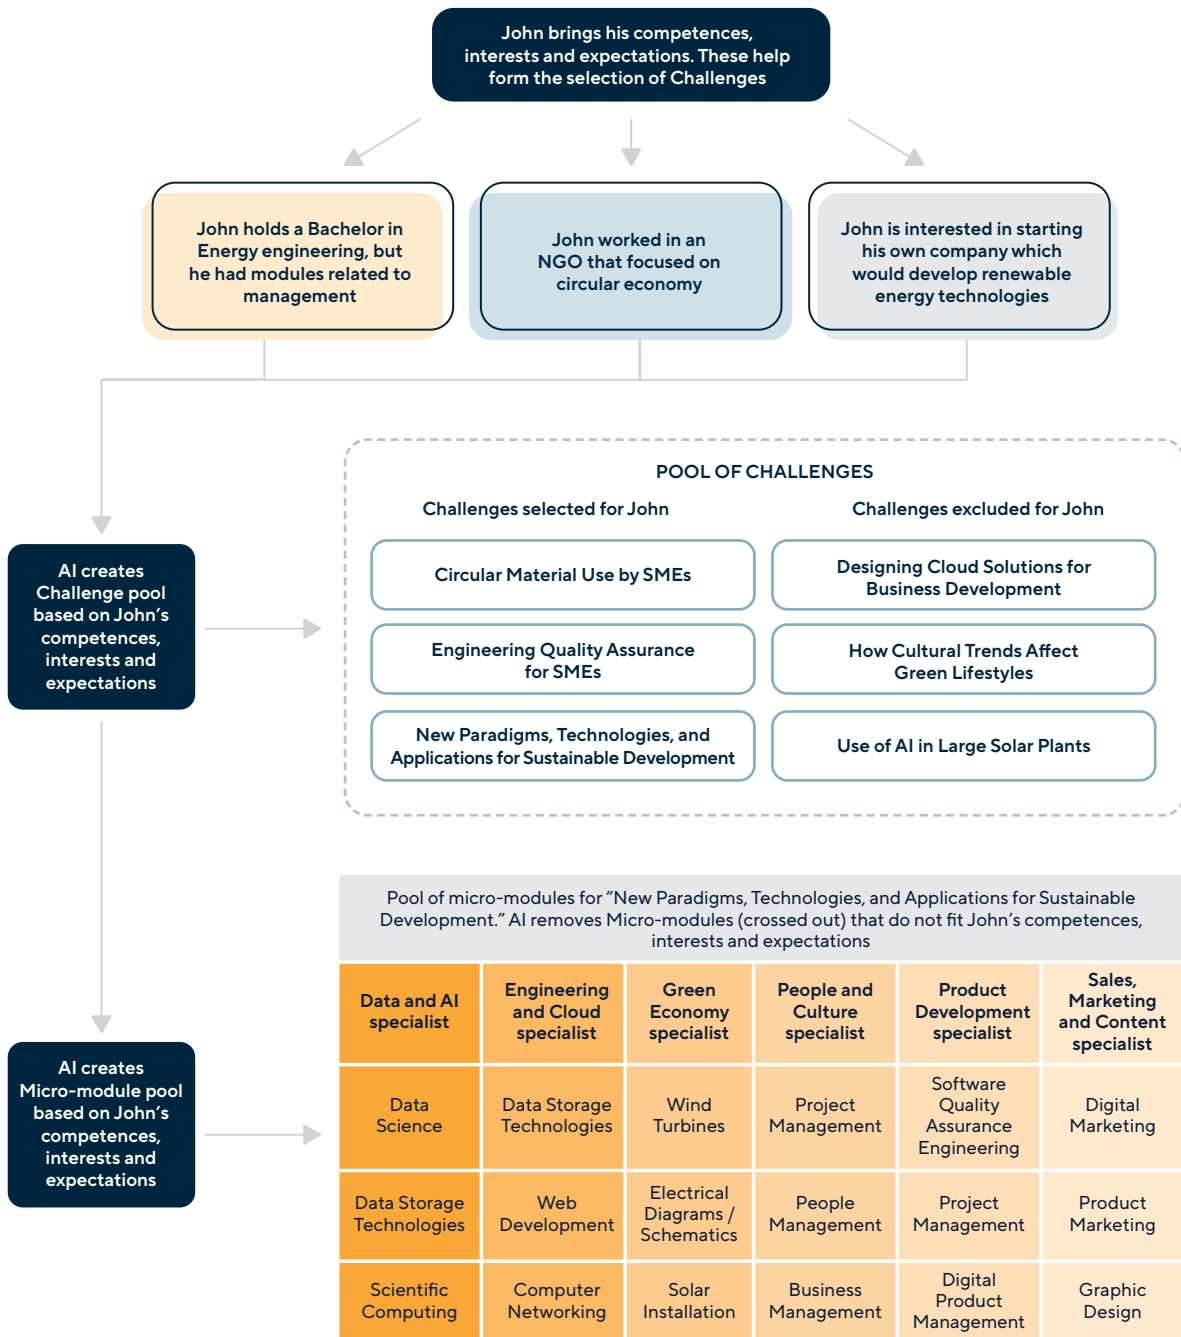 John brings his competences,
interests and expectations. These help
form the selection of Challenges
John holds a Bachelor in
Energy engineering, but
he had modules related to
management
John worked in an
NGO that focused on
circular economy
John is interested in starting
his own company which
would develop renewable
energy technologies
AI creates
Challenge pool
based on John’s
competences,
interests and
expectations
POOL OF CHALLENGES
Challenges selected for John
Circular Material Use by SMEs
Engineering Quality Assurance
for SMEs
New Paradigms, Technologies, and
Applications for Sustainable Development
Challenges excluded for John
Designing Cloud Solutions for
Business Development
How Cultural Trends Affect
Green Lifestyles
Use of AI in Large Solar Plants
AI creates
Micro-module pool
based on John’s
competences,
interests and
expectations
Pool of micro-modules for “New Paradigms, Technologies, and Applications for Sustainable
Development.” AI removes Micro-modules (crossed out) that do not fit John’s competences,
interests and expectations
Data and AI
specialist
Engineering
and Cloud
specialist
Green
Economy
specialist
People and
Culture
specialist
Product
Development
specialist
Sales,
Marketing
and Content
specialist
Data
Science
Data Storage
Technologies
Wind
Turbines
Project
Management
Software
Quality
Assurance
Engineering
Digital
Marketing
Data Storage
Technologies
Web
Development
Electrical
Diagrams /
Schematics
People
Management
Project
Management
Product
Marketing
Scientific
Computing
Computer
Networking
Solar
Installation
Business
Management
Digital
Product
Management
Graphic
Design